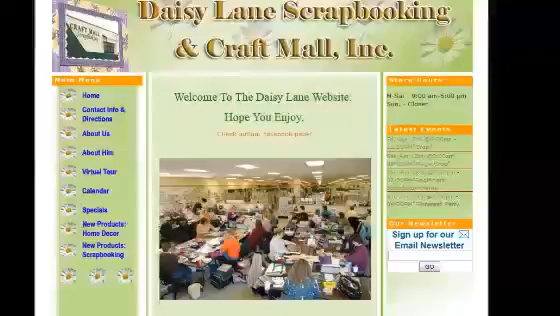 CRAFT MALL
Daisy Lane Scrapbooking
& Craft Mall, Inc.
Main Menu
Home
Contact Info &
Directions
About Us
About Him
Virtual Tour
Calendar
Specials
New Products:
Home Decor
New Products:
Scrapbooking
Welcome To The Daisy Lane Website.
Hope You Enjoy.
Store Hours
M-Sat 9:00 am-5:00 pm
Sun. - Closed
Latest Events
Our Newsletter
Sign up for our
Email Newsletter
GO